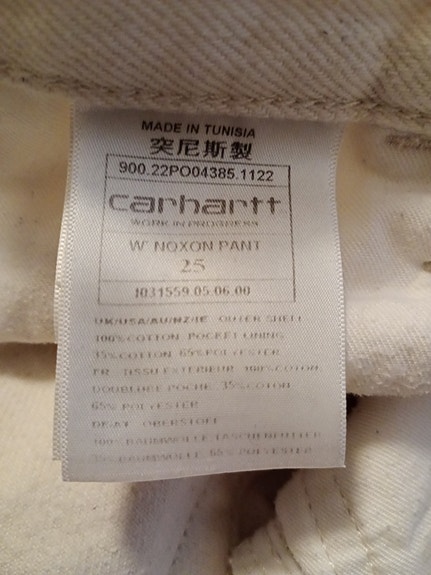 MADE IN TUNISIA
突尼斯製
900.22PO04385.1122
carhartt
WORK IN PROGRESS
W' NOXON PANT
25
I031559.05.06.00
UK/USA/AU/NZ/IE OUTER SHELL
100%COTTON POCKET LINING
35%COTTON 65%POLYESTER
FR TISSU EXTERIEUR 100%COTON
DOUBLURE POCHE 35%COTON
65% POLYESTER
DE/AT OBERSTOFF
100%BAUMWOLLE TASCHENFUTTER
35%BAUMWOLLE 65% POLYESTER